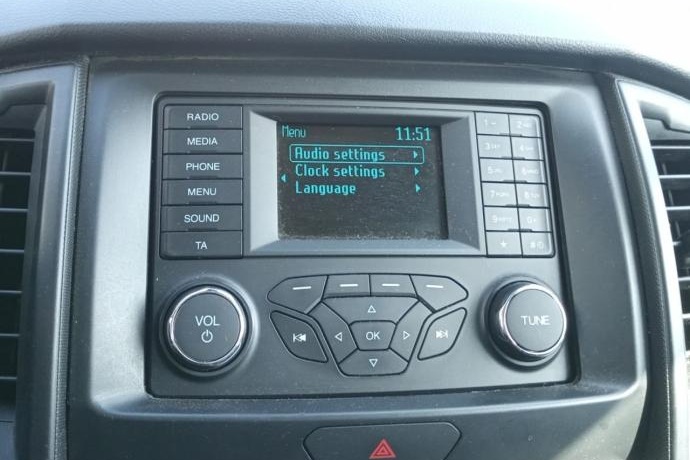 RADIO
MEDIA
PHONE
MENU
SOUND
TA
Menu 11:51
Audio settings
Clock settings
Language
VOL
OK
TUNE